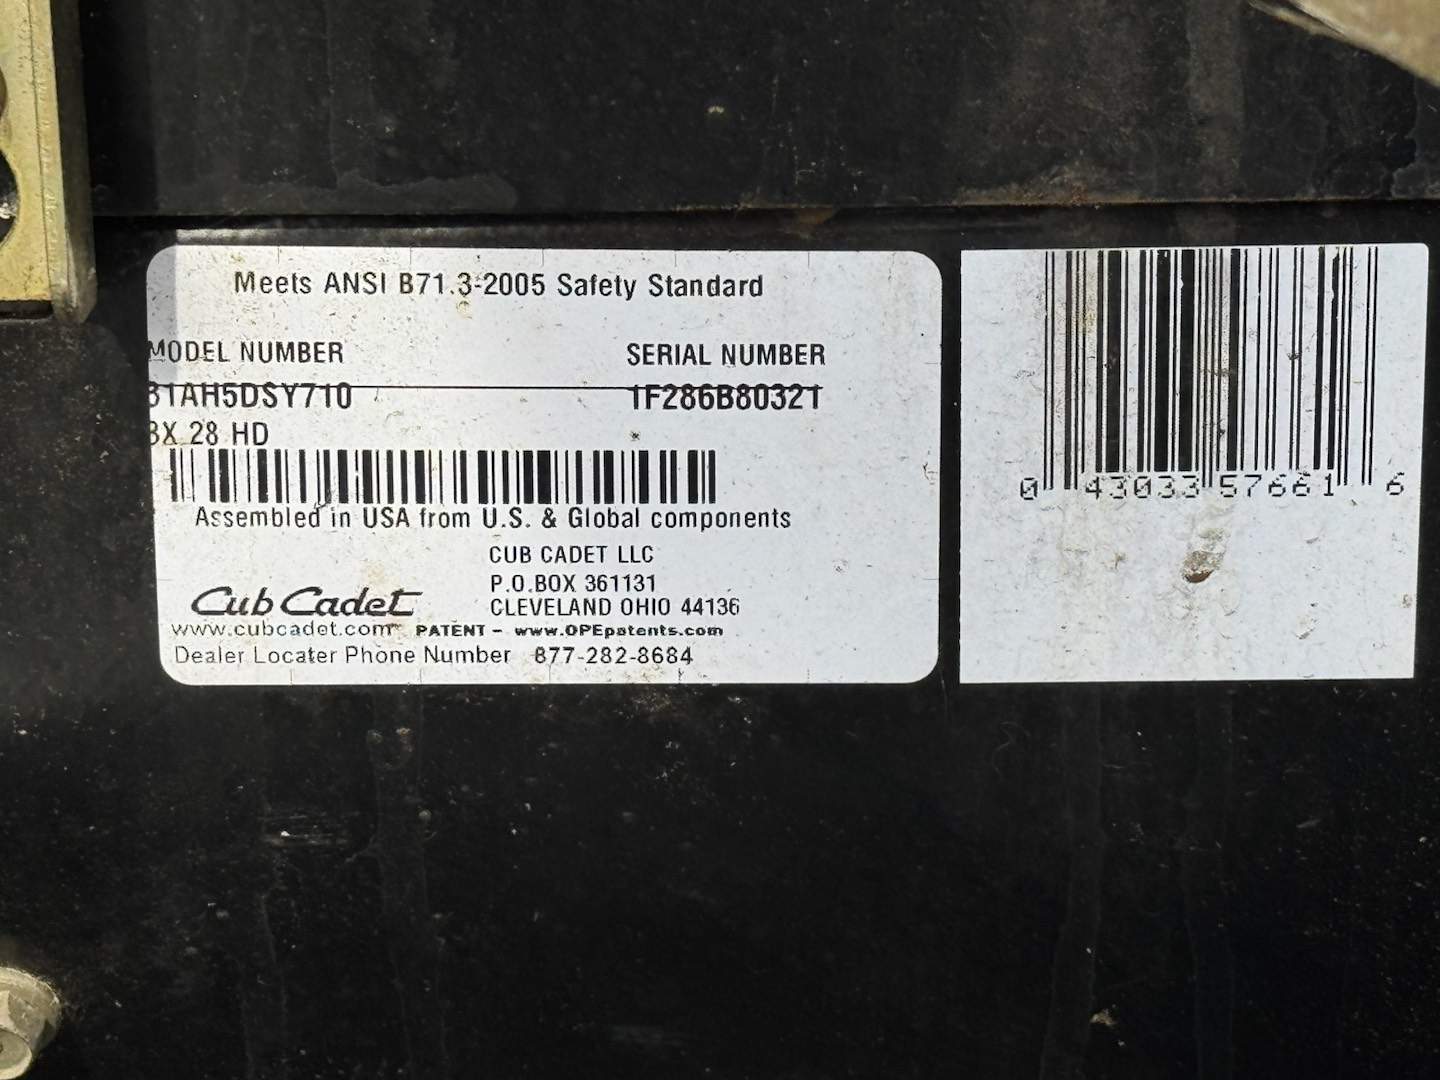 Meets ANSI B71.3-2005 Safety Standard
MODEL NUMBER SERIAL NUMBER
31AH5DSY710 1F286B80321
3X 28 HD
Assembled in USA from U.S. & Global components
CUB CADET LLC
P.O.BOX 361131
Cub Cadet CLEVELAND OHIO 44136
www.cubcadet.com PATENT - www.OPEpatents.com
Dealer Locater Phone Number 877-282-8684
0 43033 57661 6